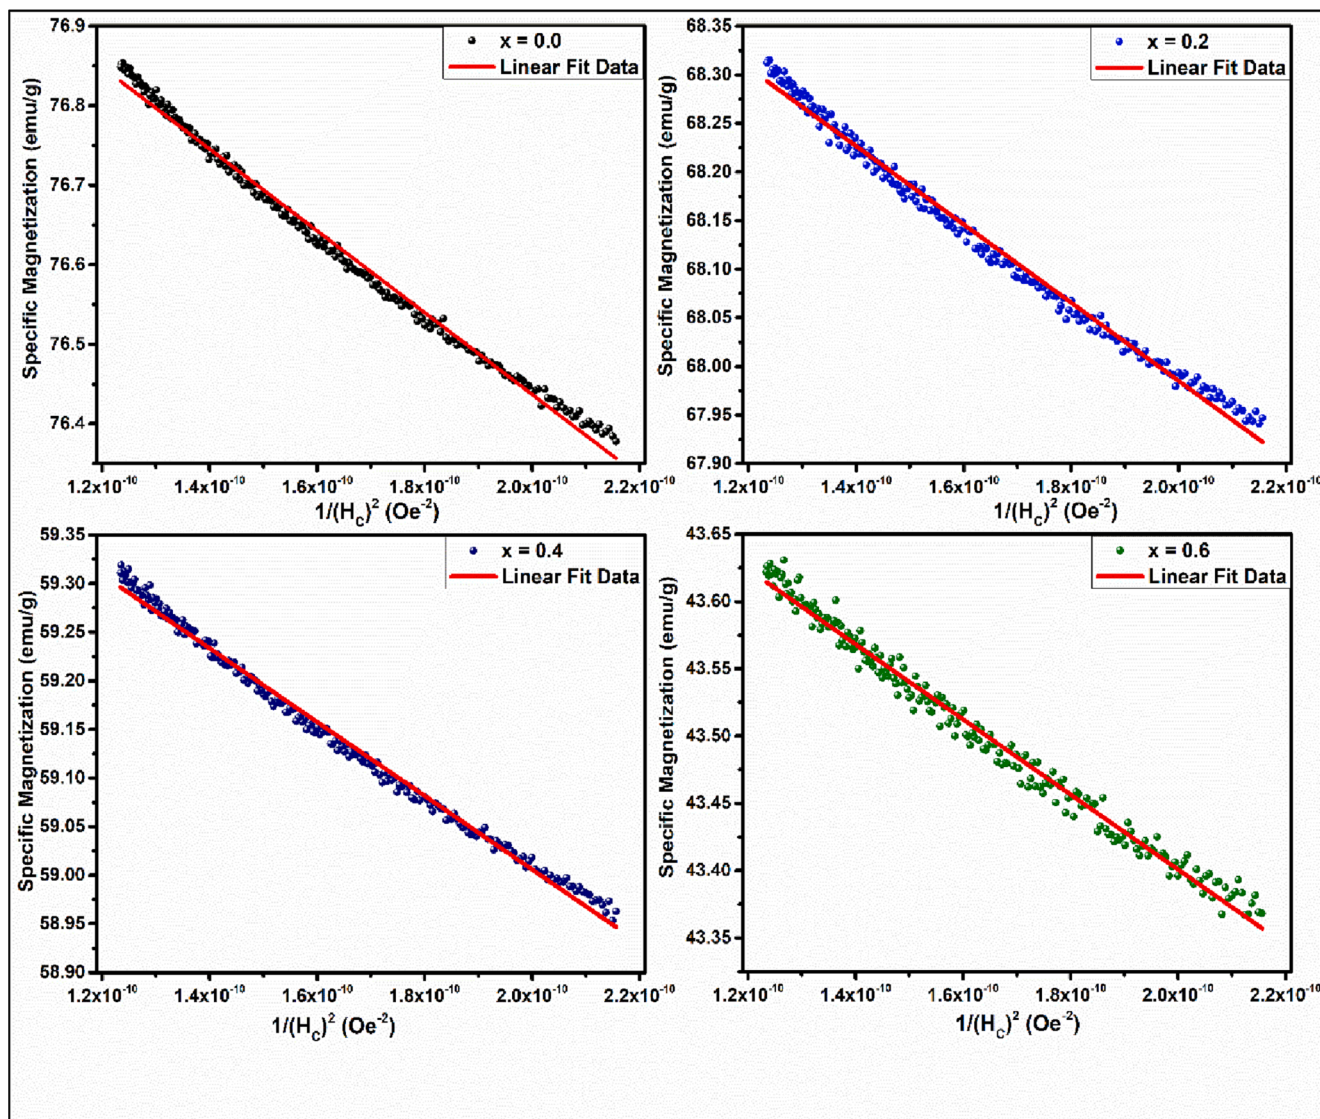 76.9
76.8
76.7
76.6
76.5
76.4
Specific Magnetization (emu/g)
x = 0.0
Linear Fit Data
1.2x10⁻¹⁰ 1.4x10⁻¹⁰ 1.6x10⁻¹⁰ 1.8x10⁻¹⁰ 2.0x10⁻¹⁰ 2.2x10⁻¹⁰
1/(H_C)² (Oe⁻²)
68.35
68.30
68.25
68.20
68.15
68.10
68.05
68.00
67.95
67.90
Specific Magnetization (emu/g)
x = 0.2
Linear Fit Data
1.2x10⁻¹⁰ 1.4x10⁻¹⁰ 1.6x10⁻¹⁰ 1.8x10⁻¹⁰ 2.0x10⁻¹⁰ 2.2x10⁻¹⁰
1/(H_C)² (Oe⁻²)
59.35
59.30
59.25
59.20
59.15
59.10
59.05
59.00
58.95
58.90
Specific Magnetization (emu/g)
x = 0.4
Linear Fit Data
1.2x10⁻¹⁰ 1.4x10⁻¹⁰ 1.6x10⁻¹⁰ 1.8x10⁻¹⁰ 2.0x10⁻¹⁰ 2.2x10⁻¹⁰
1/(H_C)² (Oe⁻²)
43.65
43.60
43.55
43.50
43.45
43.40
43.35
Specific Magnetization (emu/g)
x = 0.6
Linear Fit Data
1.2x10⁻¹⁰ 1.4x10⁻¹⁰ 1.6x10⁻¹⁰ 1.8x10⁻¹⁰ 2.0x10⁻¹⁰ 2.2x10⁻¹⁰
1/(H_C)² (Oe⁻²)